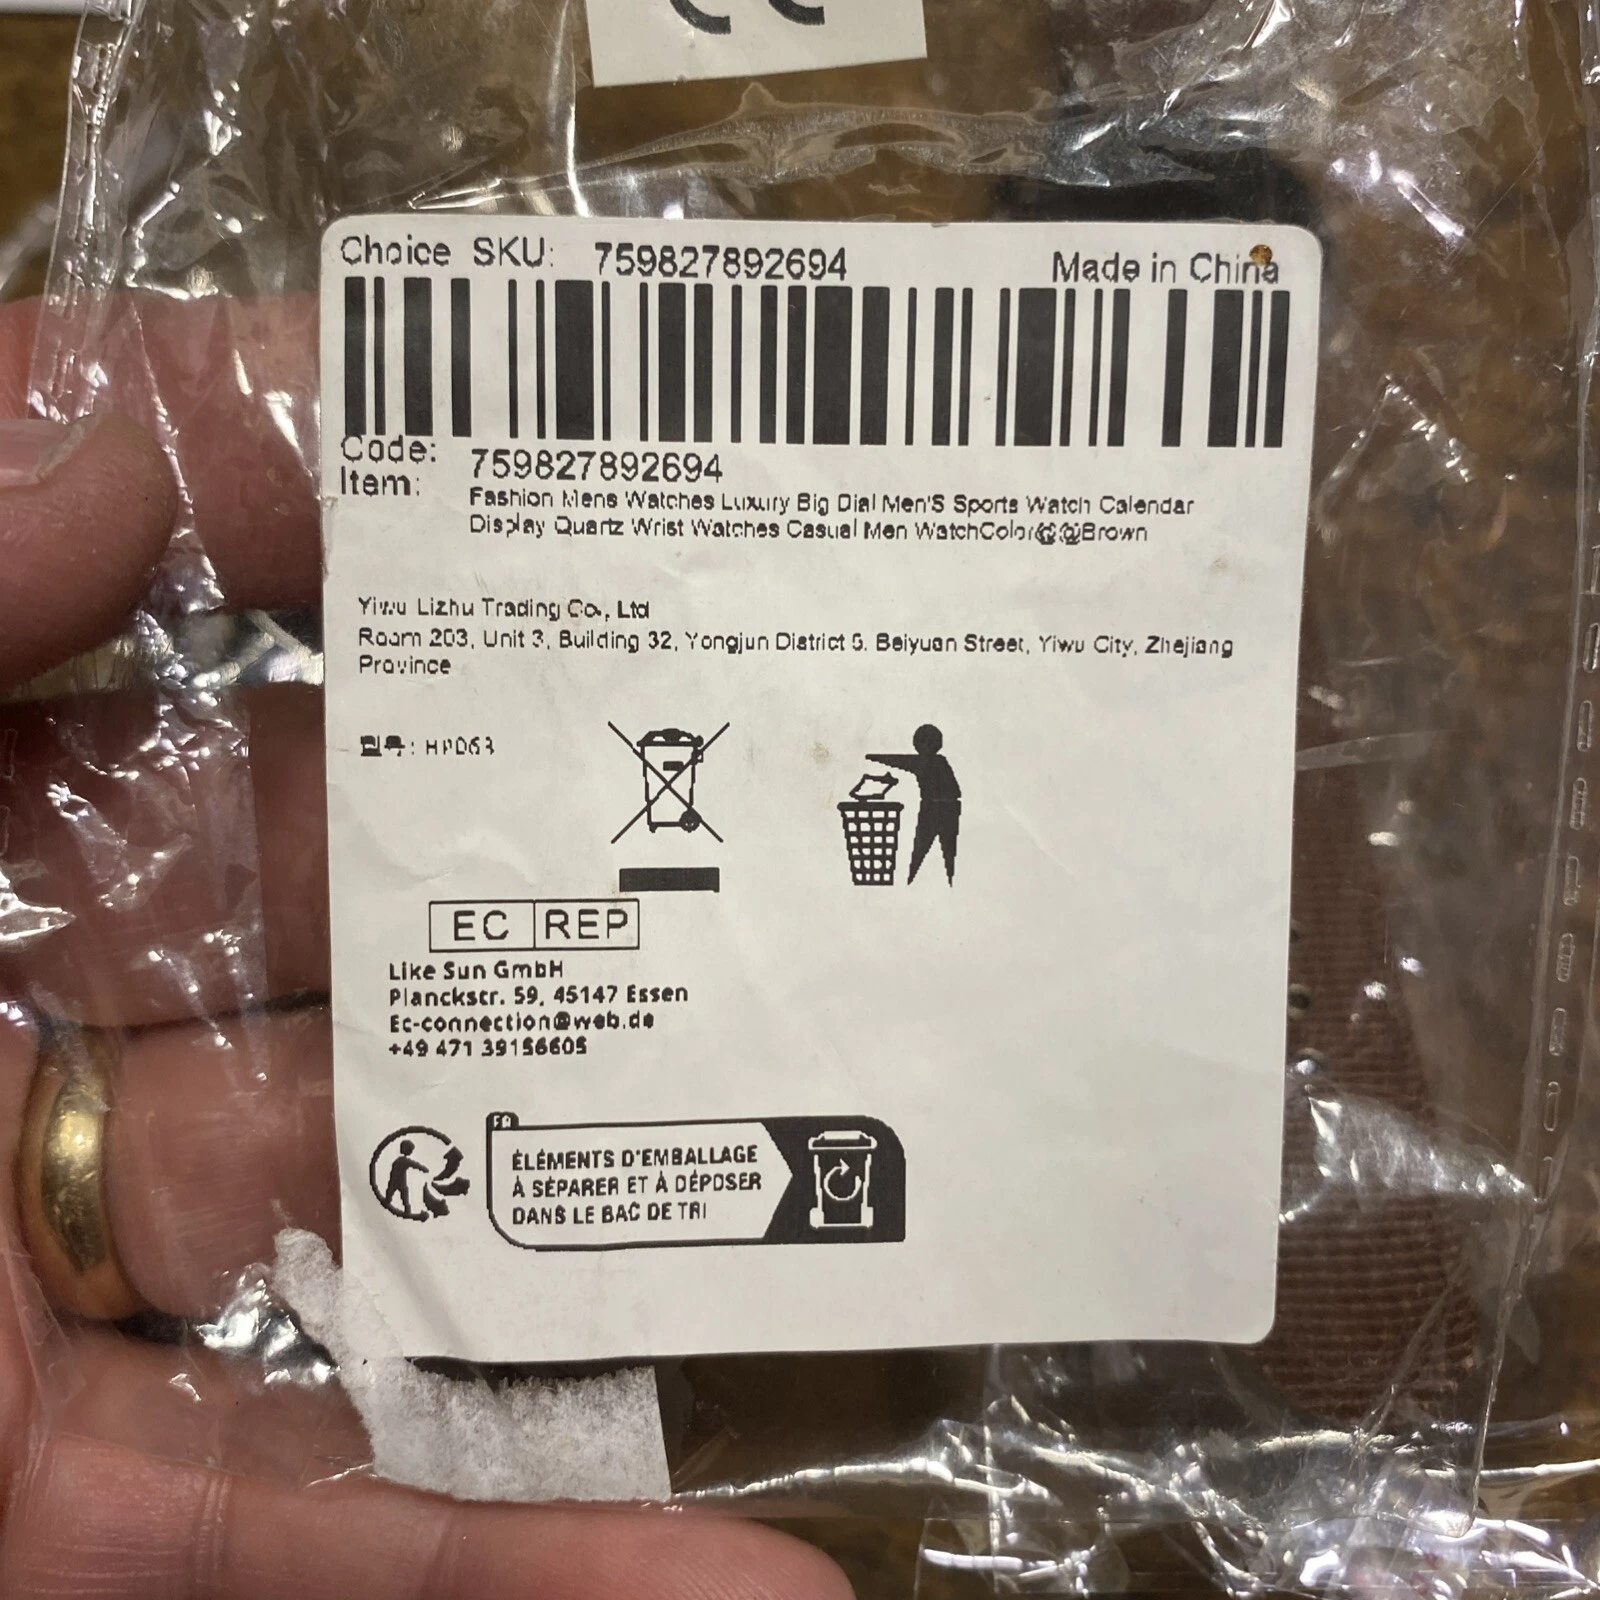 Choice SKU: 759827892694 Made in China
Code: 759827892694
Item: Fashion Mens Watches Luxury Big Dial Men'S Sports Watch Calendar
Display Quartz Wrist Watches Casual Men WatchColor@@Brown
Yiwu Lizhu Trading Co., Ltd
Room 203, Unit 3, Building 32, Yongjun District 5, Beiyuan Street, Yiwu City, Zhejiang
Province
EC REP
Like Sun GmbH
Planckstr. 59, 45147 Essen
Ec-connection@web.de
+49 471 39156605
FR
ÉLÉMENTS D'EMBALLAGE
À SÉPARER ET À DÉPOSER
DANS LE BAC DE TRI